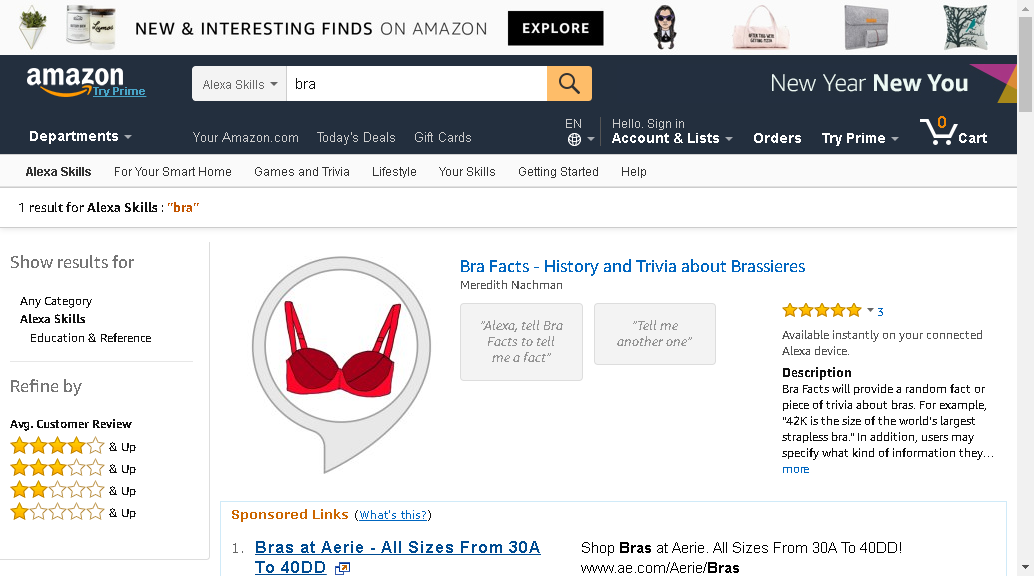 NEW & INTERESTING FINDS ON AMAZON EXPLORE
amazon
Try Prime
Alexa Skills bra
New Year New You
Departments
Your Amazon.com Today's Deals Gift Cards
EN
Hello. Sign in
Account & Lists
Orders
Try Prime
0
Cart
Alexa Skills For Your Smart Home Games and Trivia Lifestyle Your Skills Getting Started Help
1 result for Alexa Skills : "bra"
Show results for
Any Category
Alexa Skills
Education & Reference
Refine by
Avg. Customer Review
& Up
& Up
& Up
& Up
Bra Facts - History and Trivia about Brassieres
Meredith Nachman
"Alexa, tell Bra
Facts to tell
me a fact"
"Tell me
another one"
3
Available instantly on your connected
Alexa device.
Description
Bra Facts will provide a random fact or
piece of trivia about bras. For example,
"42K is the size of the world's largest
strapless bra." In addition, users may
specify what kind of information they...
more
Sponsored Links (What's this?)
1. Bras at Aerie - All Sizes From 30A
To 40DD
Shop Bras at Aerie. All Sizes From 30A To 40DD!
www.ae.com/Aerie/Bras